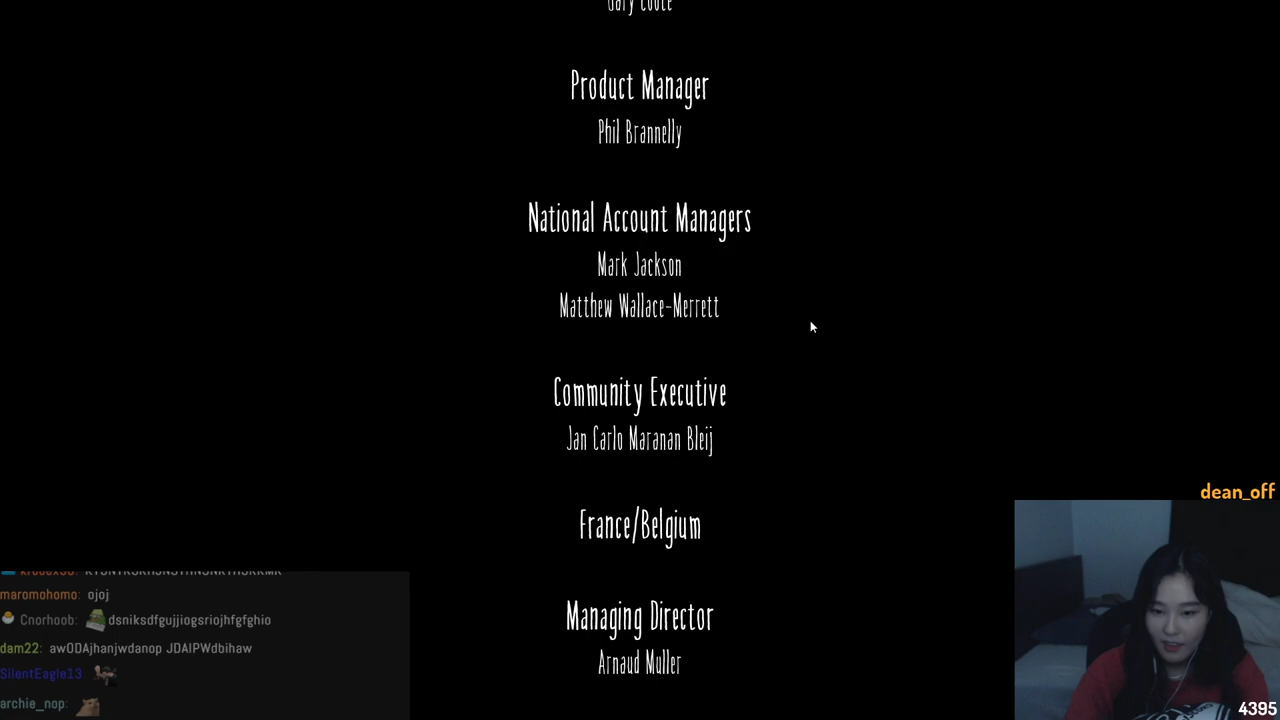 Product Manager
Phil Brannelly
National Account Managers
Mark Jackson
Matthew Wallace-Merrett
Community Executive
Jan Carlo Maranan Bleij
France/Belgium
dean_off
maromohomo: ojoj
Cnorhoob: dsniksdfgujjiogsriojhfgfghio
Managing Director
dam22: awODAjhanjwdanop JDAIPWdbihaw
Arnaud Muller
SilentEagle13:
archie_nop:
4395